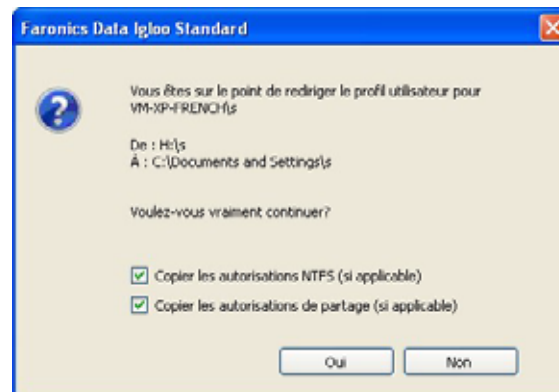 Faronics Data Igloo Standard
Vous êtes sur le point de rediriger le profil utilisateur pour
VM-XP-FRENCH\s
De : H:\s
À : C:\Documents and Settings\s
Voulez-vous vraiment continuer?
Copier les autorisations NTFS (si applicable)
Copier les autorisations de partage (si applicable)
Oui
Non